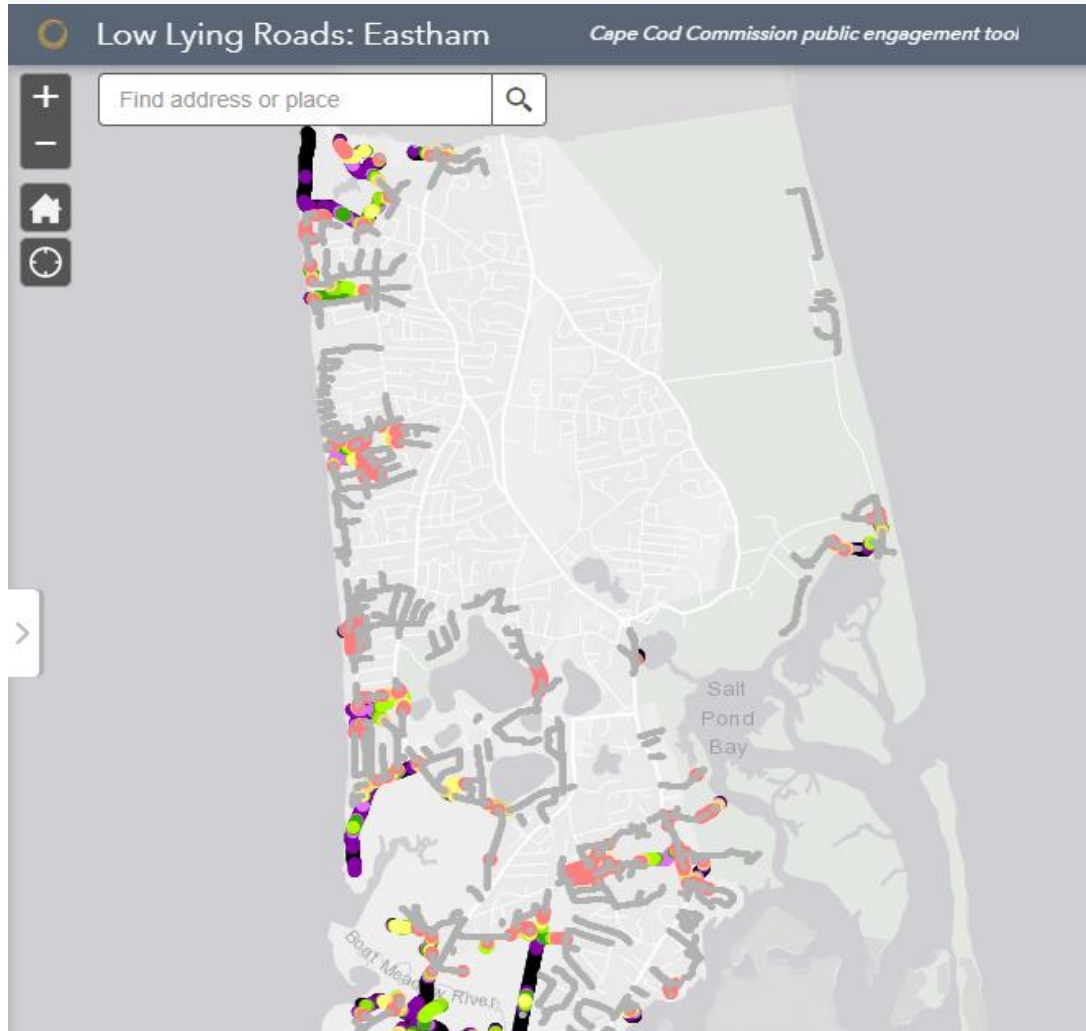 Low Lying Roads: Eastham
Cape Cod Commission public engagement tool
+
Find address or place
−
>
Salt
Pond
Bay
Boat Meadow River